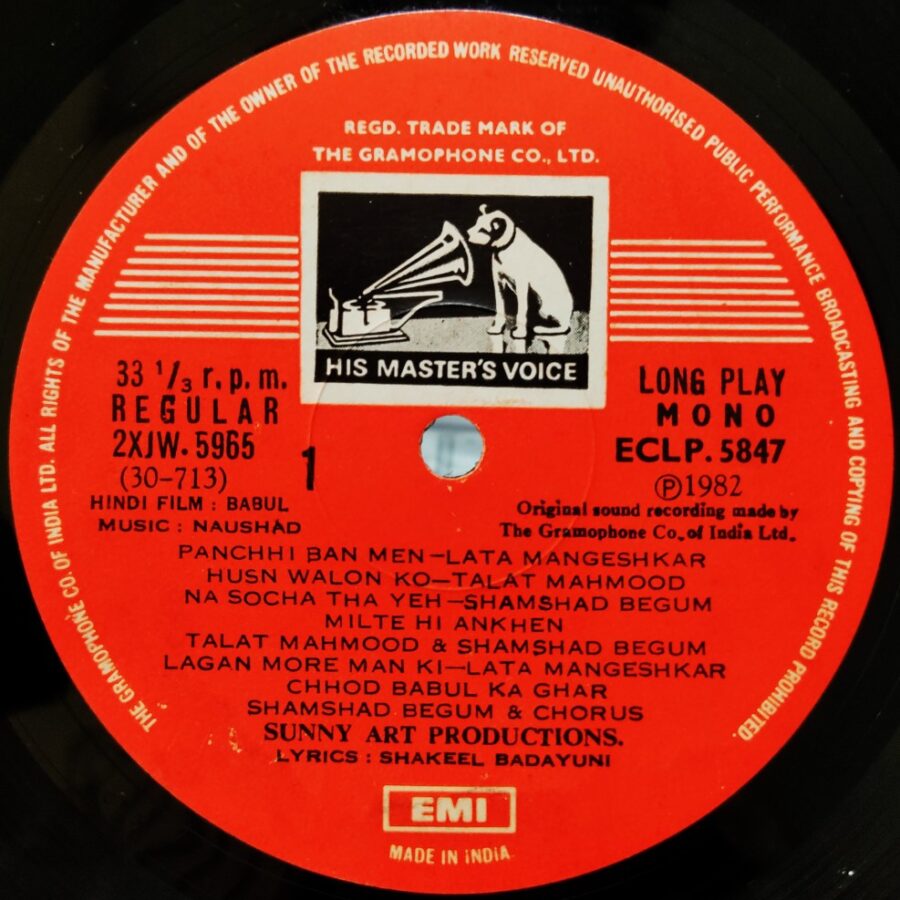 THE GRAMOPHONE CO. OF INDIA LTD. ALL RIGHTS OF THE MANUFACTURER AND OF THE OWNER OF THE RECORDED WORK RESERVED UNAUTHORISED PUBLIC PERFORMANCE BROADCASTING AND COPYING OF THIS RECORD PROHIBITED.
REGD. TRADE MARK OF
THE GRAMOPHONE CO., LTD.
HIS MASTER'S VOICE
33 1/3 r.p.m.
REGULAR
2XJW. 5965
(30-713)
1
HINDI FILM : BABUL
MUSIC : NAUSHAD
LONG PLAY
MONO
ECLP. 5847
Ⓟ1982
Original sound recording made by
The Gramophone Co. of India Ltd.
PANCHHI BAN MEN—LATA MANGESHKAR
HUSN WALON KO—TALAT MAHMOOD
NA SOCHA THA YEH—SHAMSHAD BEGUM
MILTE HI ANKHEN
TALAT MAHMOOD & SHAMSHAD BEGUM
LAGAN MORE MAN KI—LATA MANGESHKAR
CHHOD BABUL KA GHAR
SHAMSHAD BEGUM & CHORUS
SUNNY ART PRODUCTIONS.
LYRICS : SHAKEEL BADAYUNI
EMI
MADE IN INDIA